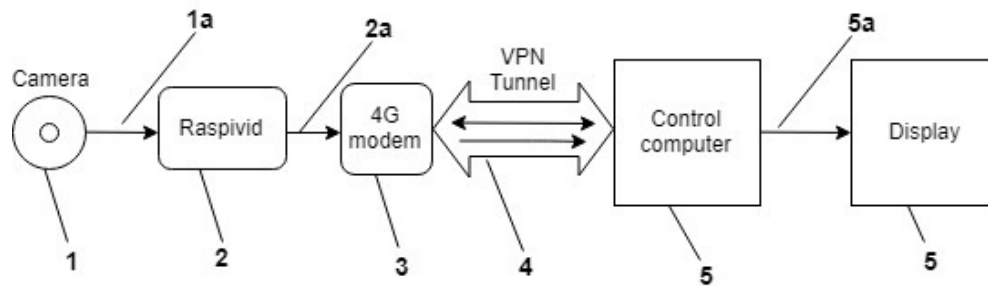 1a
2a
VPN
Tunnel
5a
Camera
Raspivid
4G
modem
Control
computer
Display
1
2
3
4
5
5